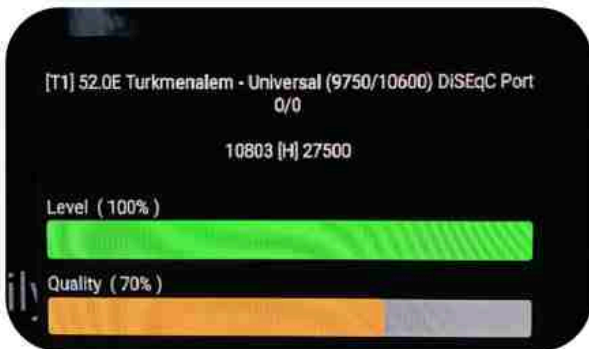 [T1] 52.0E Turkmenalem - Universal (9750/10600) DiSEqC Port
0/0
10803 [H] 27500
Level ( 100% )
Quality ( 70% )